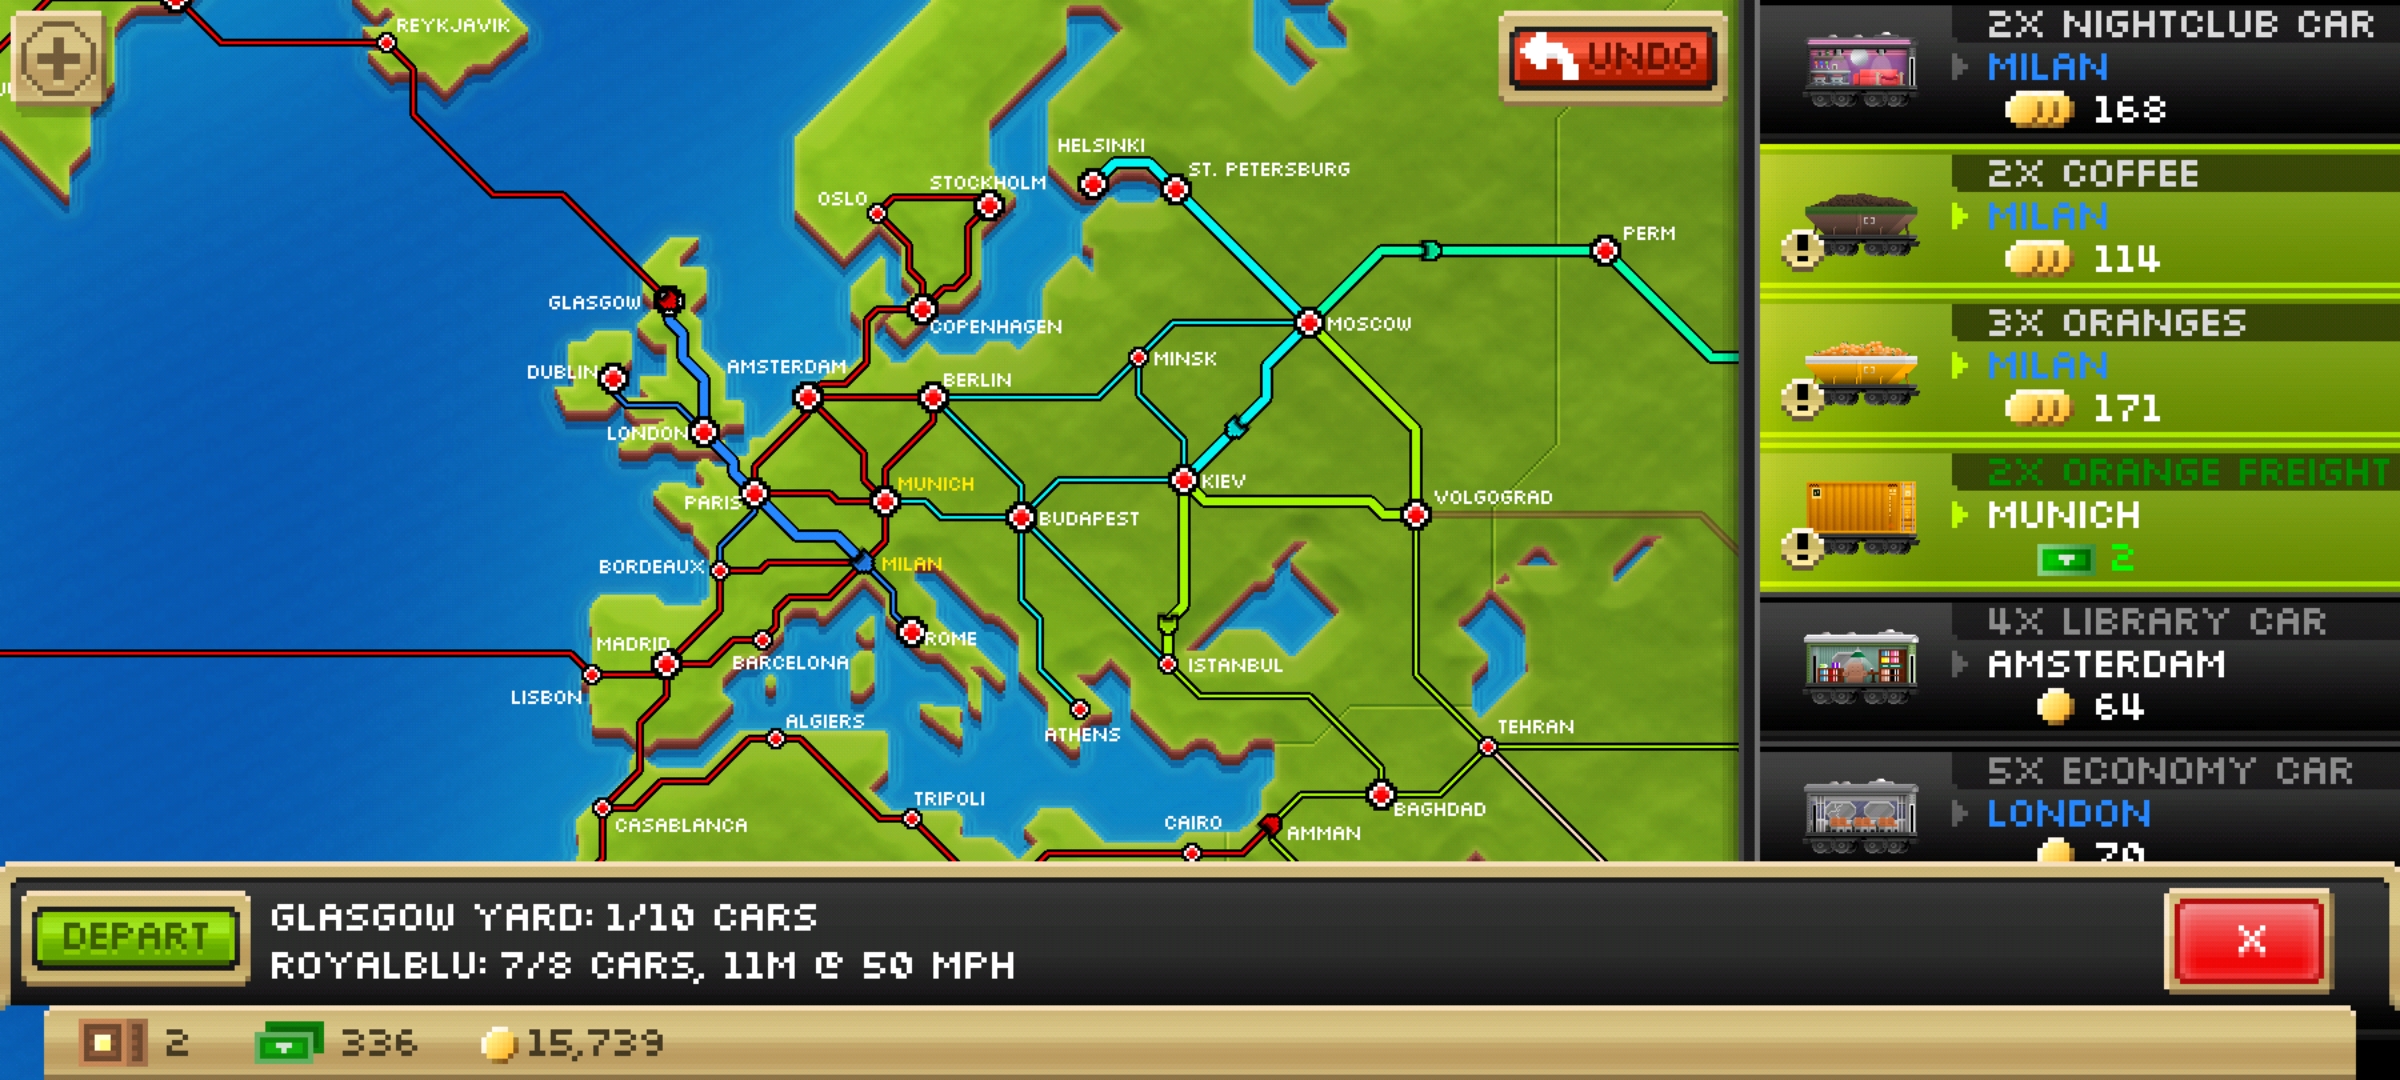 REYKJAVIK
UNDO
HELSINKI
ST. PETERSBURG
STOCKHOLM
OSLO
PERM
GLASGOW
COPENHAGEN
MOSCOW
MINSK
DUBLIN
AMSTERDAM
BERLIN
LONDON
PARIS
MUNICH
KIEV
VOLGOGRAD
BUDAPEST
BORDEAUX
MILAN
MADRID
BARCELONA
ROME
ISTANBUL
LISBON
ALGIERS
ATHENS
TEHRAN
TRIPOLI
BAGHDAD
CASABLANCA
CAIRO
AMMAN
2X NIGHTCLUB CAR
MILAN
168
2X COFFEE
MILAN
114
3X ORANGES
MILAN
171
2X ORANGE FREIGHT
MUNICH
2
4X LIBRARY CAR
AMSTERDAM
64
5X ECONOMY CAR
LONDON
70
DEPART
GLASGOW YARD: 1/10 CARS
ROYALBLU: 7/8 CARS, 11M @ 50 MPH
X
2
336
15,739